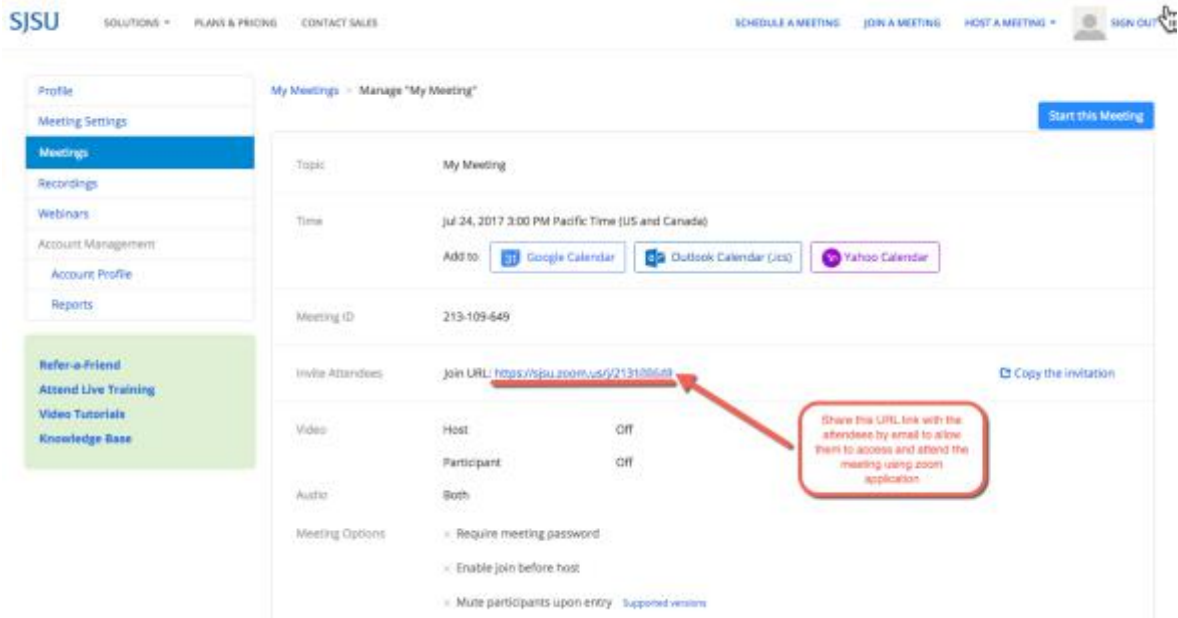 SJSU SOLUTIONS PLANS & PRICING CONTACT SALES SCHEDULE A MEETING JOIN A MEETING HOST A MEETING SIGN OUT
Profile
Meeting Settings
Meetings
Recordings
Webinars
Account Management
Account Profile
Reports
Refer-a-Friend
Attend Live Training
Video Tutorials
Knowledge Base
My Meetings > Manage "My Meeting"
Start this Meeting
Topic My Meeting
Time Jul 24, 2017 3:00 PM Pacific Time (US and Canada)
Add to 31 Google Calendar Outlook Calendar (.ics) Yahoo Calendar
Meeting ID 213-109-649
Invite Attendees Join URL: https://sjsu.zoom.us/j/213109649 Copy the invitation
Share this URL link with the
attendees by email to allow
them to access and attend the
meeting using zoom
application
Video Host Off
Participant Off
Audio Both
Meeting Options × Require meeting password
× Enable join before host
× Mute participants upon entry Supported versions